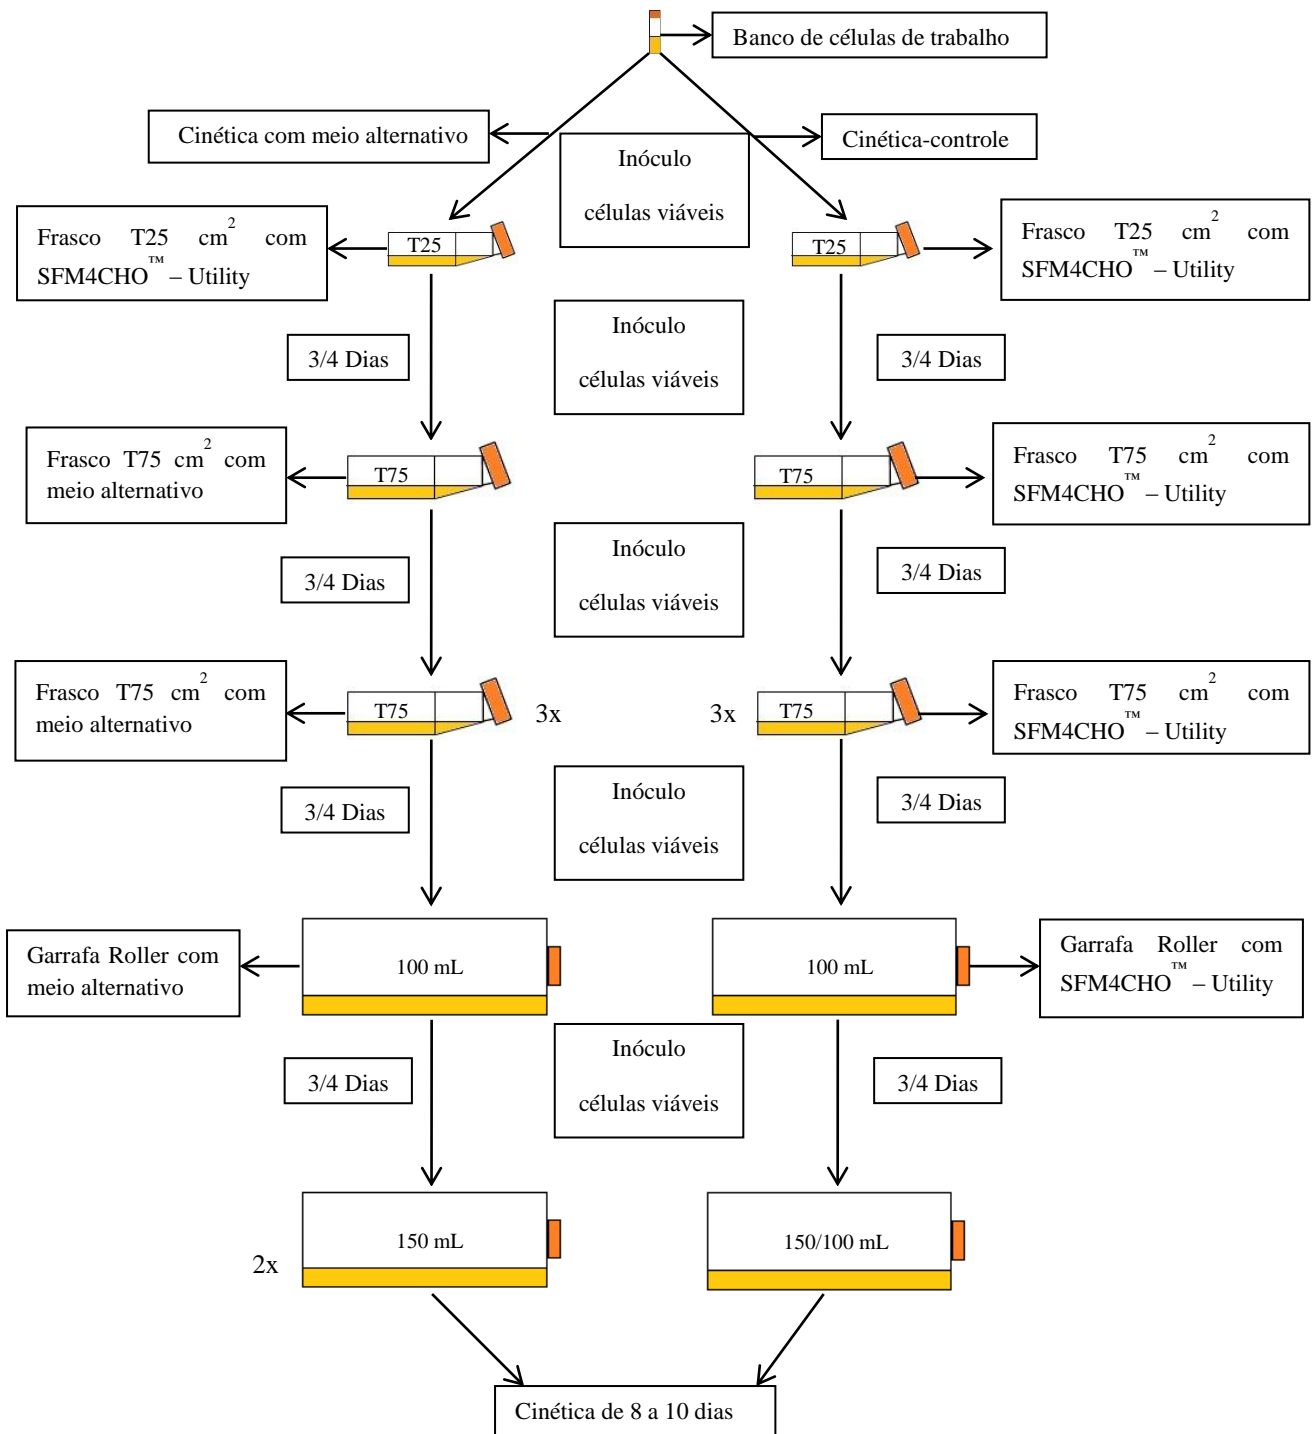 Banco de células de trabalho
Cinética com meio alternativo
Inóculo
células viáveis
Cinética-controle
Frasco T25 cm² com
SFM4CHO™ – Utility
T25
T25
Frasco T25 cm² com
SFM4CHO™ – Utility
3/4 Dias
Inóculo
células viáveis
3/4 Dias
Frasco T75 cm² com
meio alternativo
T75
T75
Frasco T75 cm² com
SFM4CHO™ – Utility
3/4 Dias
Inóculo
células viáveis
3/4 Dias
Frasco T75 cm² com
meio alternativo
T75
3x
3x
T75
Frasco T75 cm² com
SFM4CHO™ – Utility
3/4 Dias
Inóculo
células viáveis
3/4 Dias
Garrafa Roller com
meio alternativo
100 mL
100 mL
Garrafa Roller com
SFM4CHO™ – Utility
3/4 Dias
Inóculo
células viáveis
3/4 Dias
2x
150 mL
150/100 mL
Cinética de 8 a 10 dias